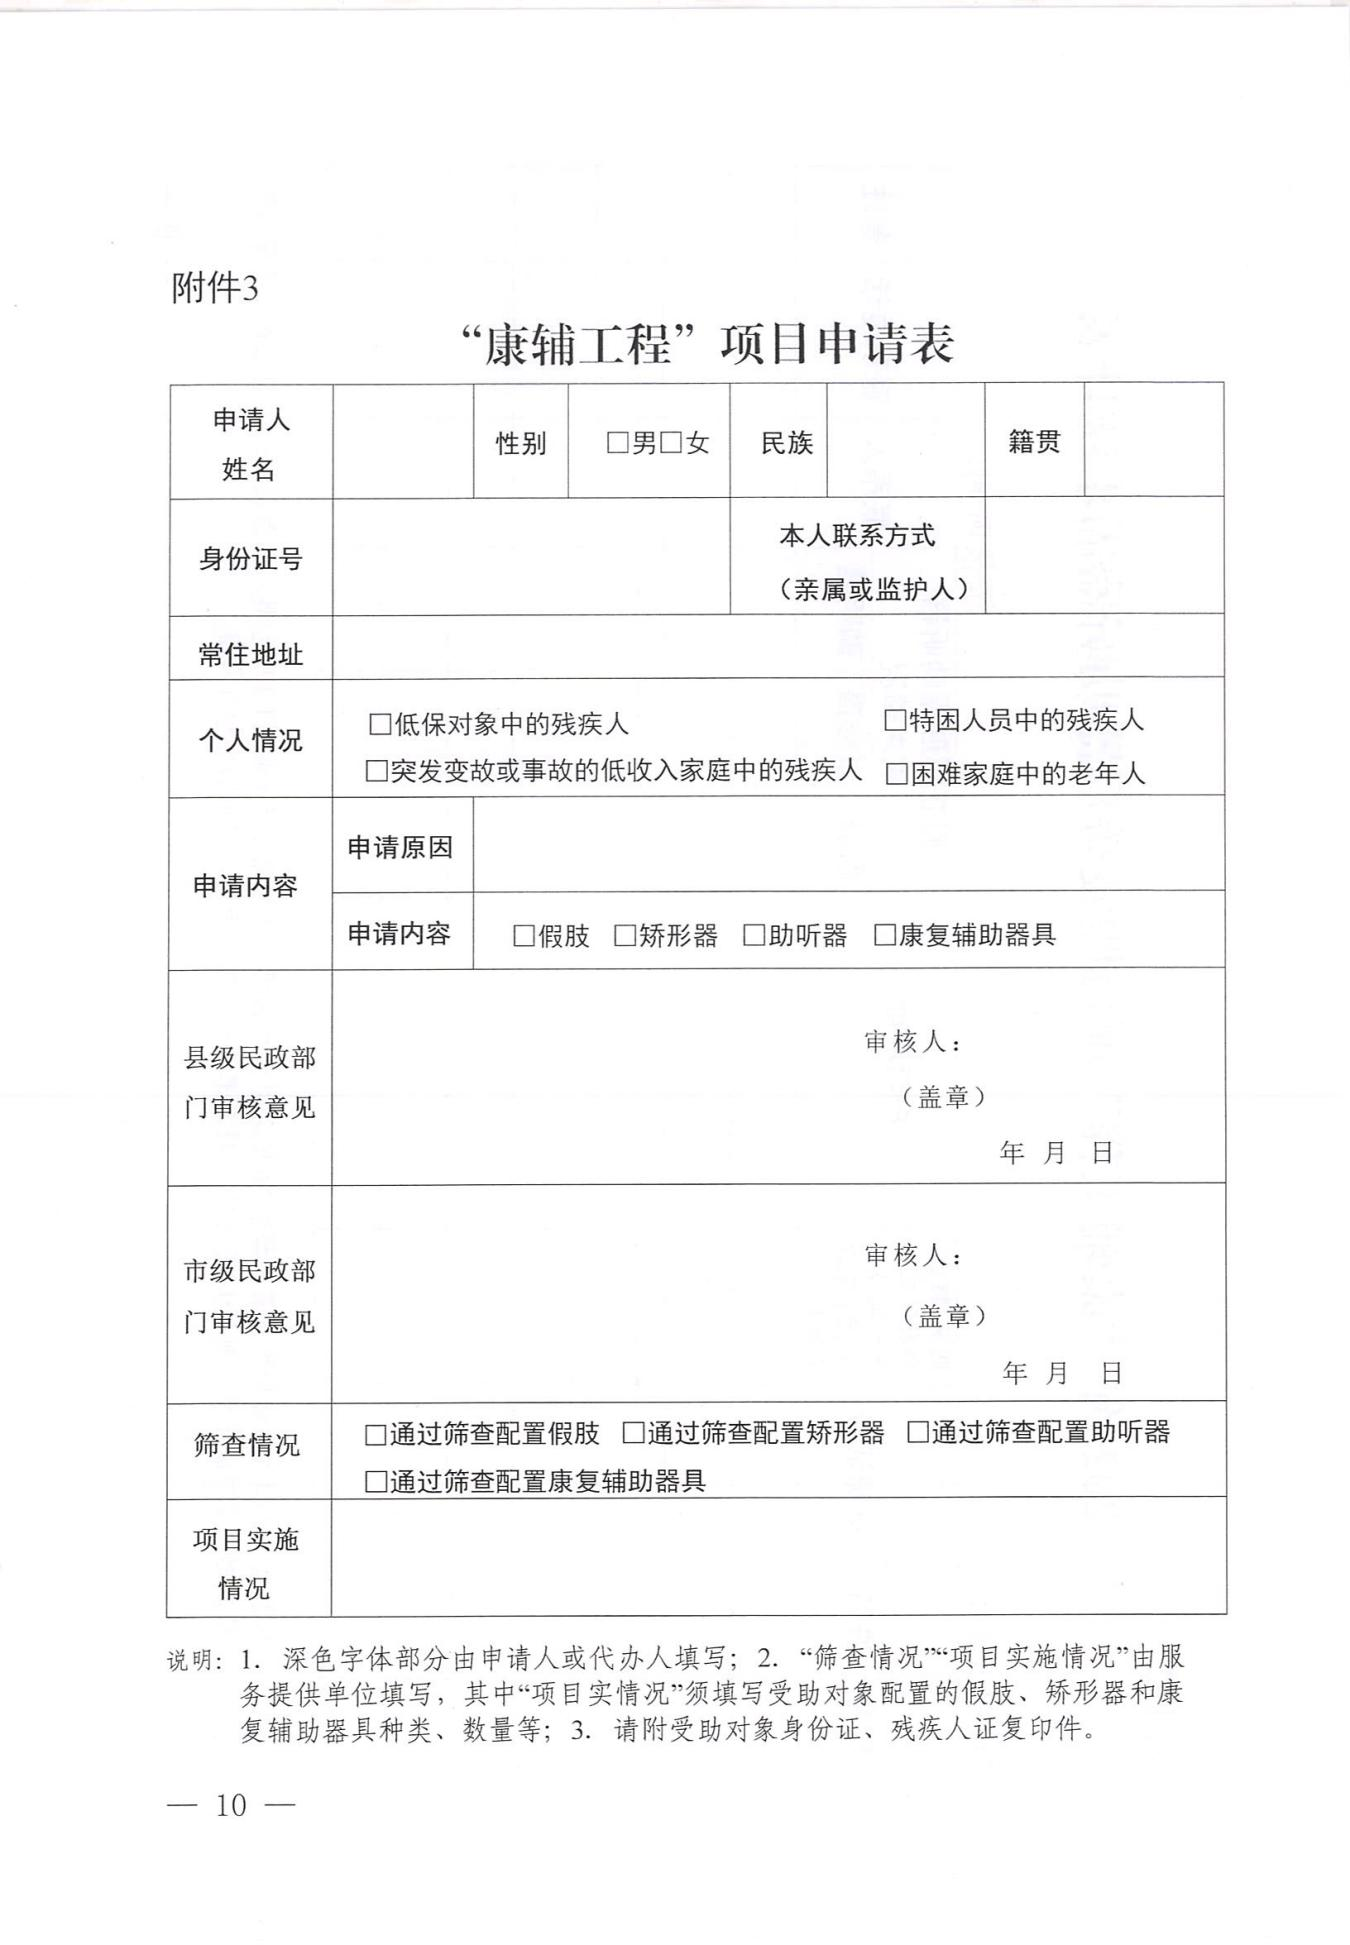 附件3
“康辅工程”项目申请表
申请人
姓名
性别
□男□女
民族
籍贯
身份证号
本人联系方式
（亲属或监护人）
常住地址
个人情况
□低保对象中的残疾人 □特困人员中的残疾人
□突发变故或事故的低收入家庭中的残疾人 □困难家庭中的老年人
申请内容
申请原因
申请内容
□假肢 □矫形器 □助听器 □康复辅助器具
县级民政部
门审核意见
审核人：
（盖章）
年 月 日
市级民政部
门审核意见
审核人：
（盖章）
年 月 日
筛查情况
□通过筛查配置假肢 □通过筛查配置矫形器 □通过筛查配置助听器
□通过筛查配置康复辅助器具
项目实施
情况
说明：1. 深色字体部分由申请人或代办人填写；2. “筛查情况”“项目实施情况”由服
务提供单位填写，其中“项目实情况”须填写受助对象配置的假肢、矫形器和康
复辅助器具种类、数量等；3. 请附受助对象身份证、残疾人证复印件。
— 10 —